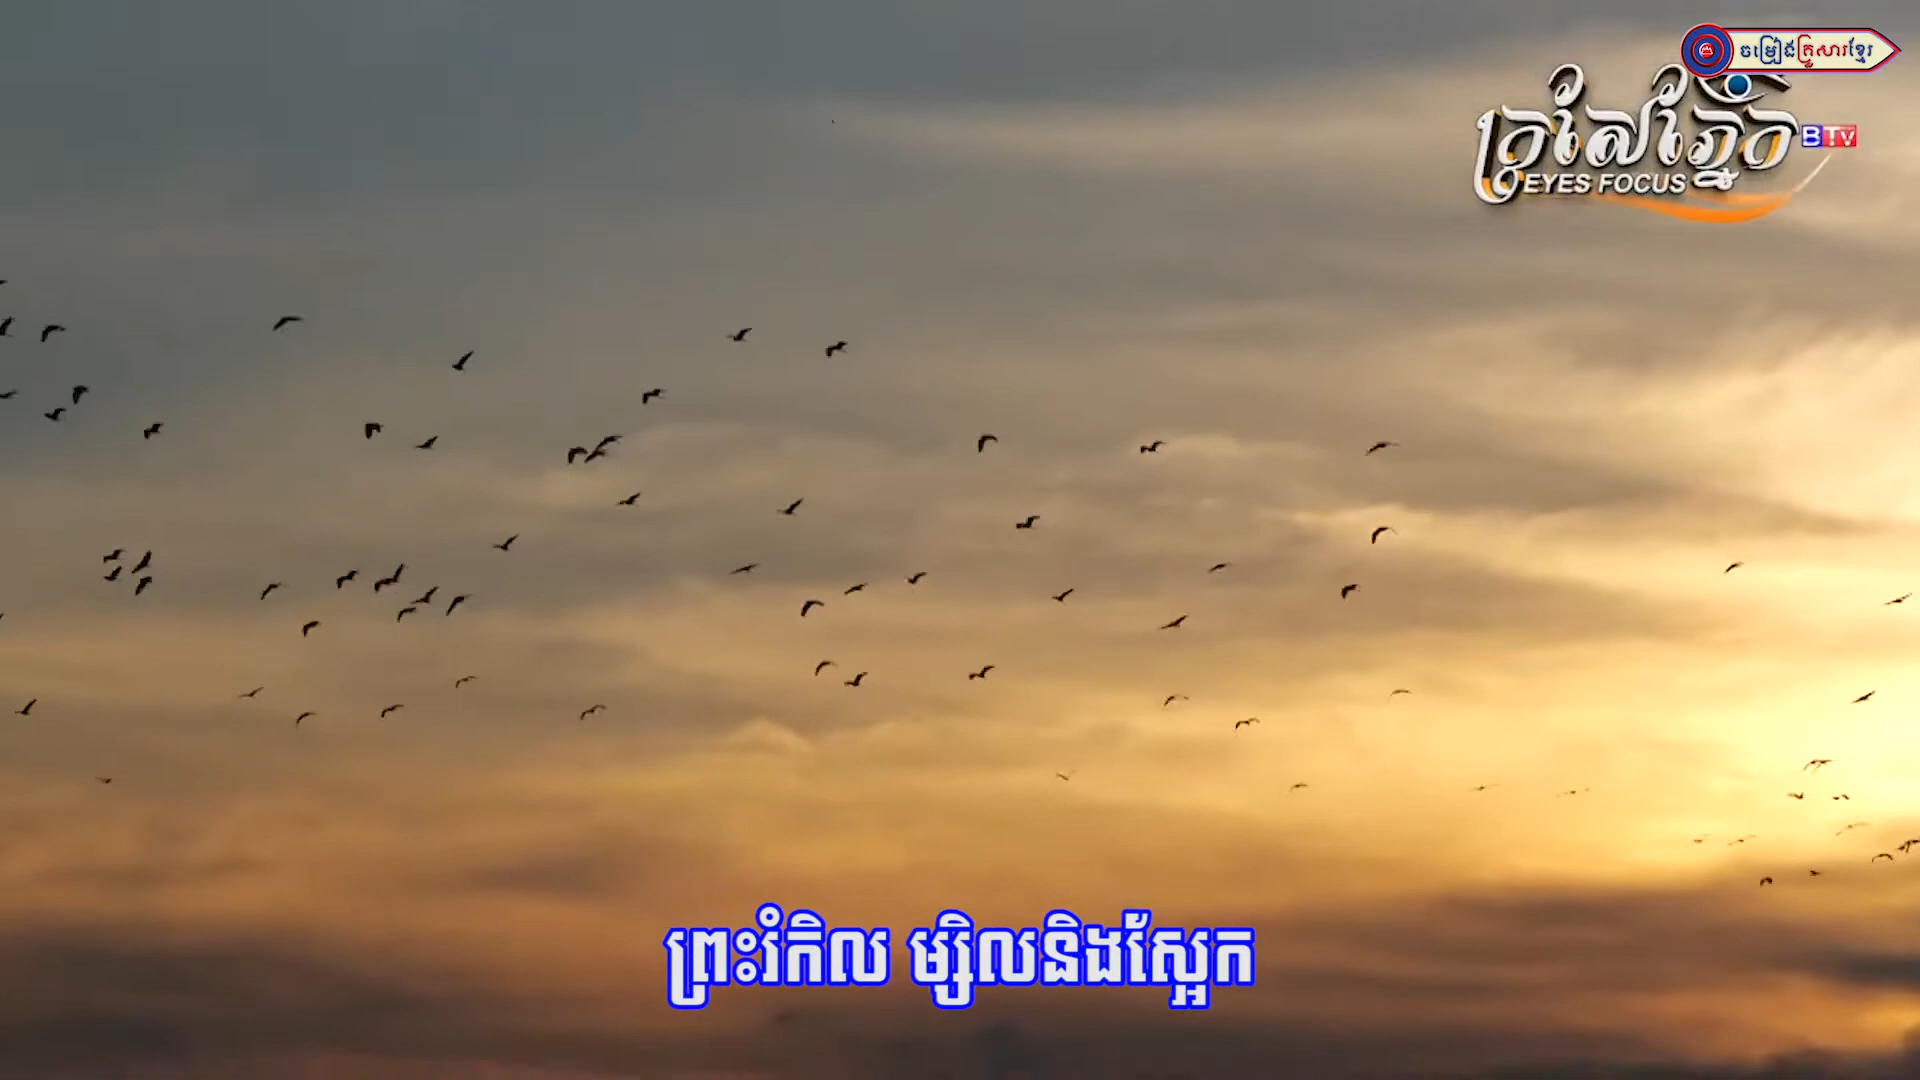 ចម្រៀងគ្រួសារខ្មែរ
ក្រសែភ្នែក
BTV
EYES FOCUS
ព្រះរំកិល ម្សិលនិងស្អែក